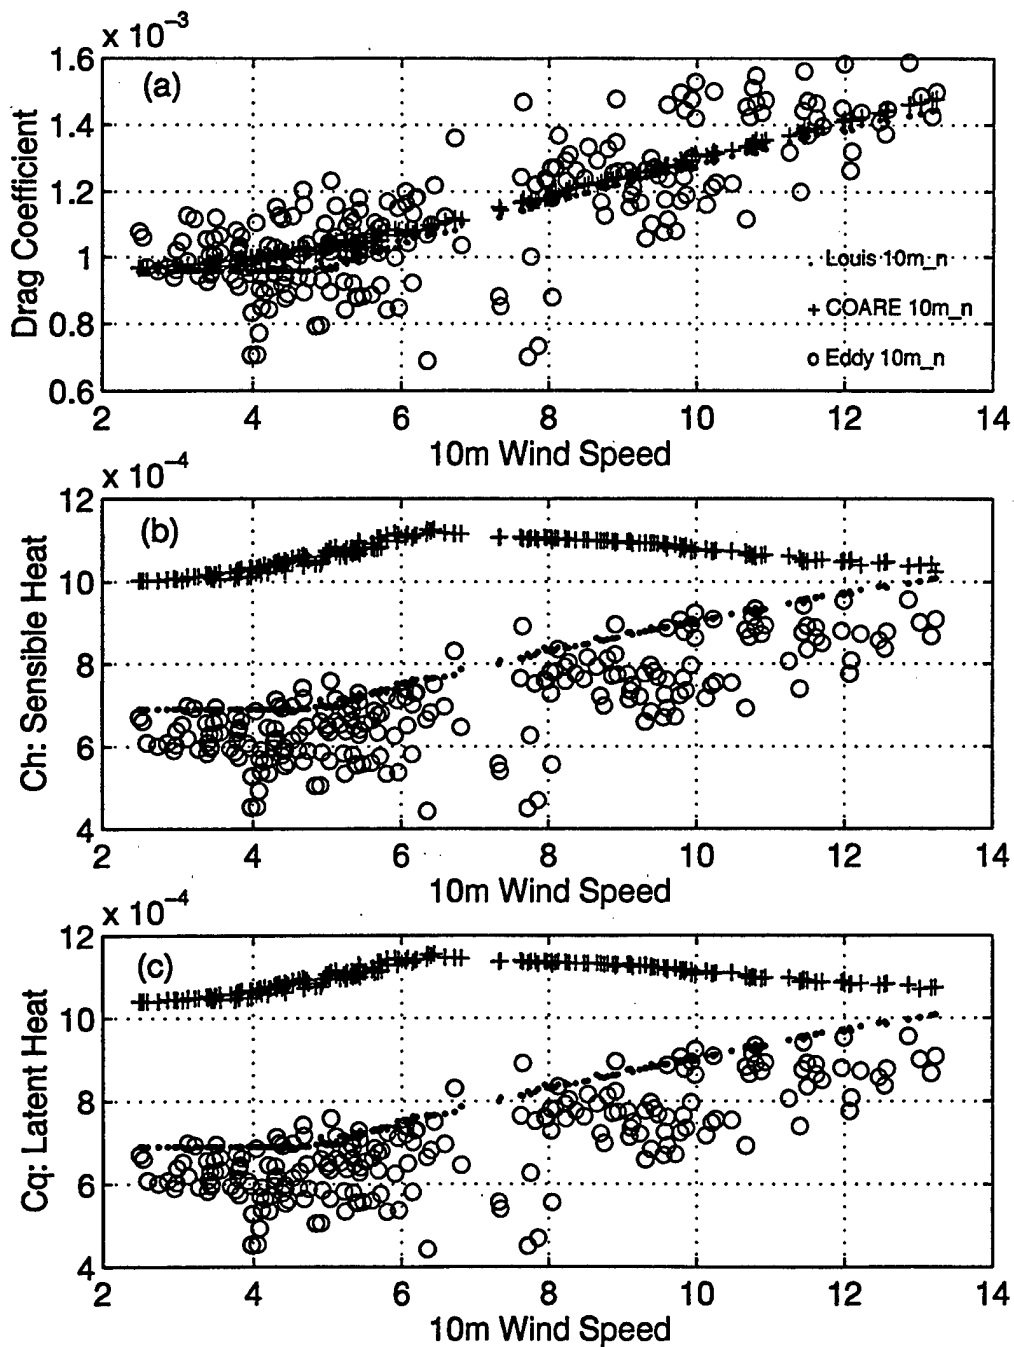 x 10⁻³
1.6
(a)
1.4
1.2
1
0.8
0.6
Drag Coefficient
. Louis 10m_n
+ COARE 10m_n
o Eddy 10m_n
2 4 6 8 10 12 14
10m Wind Speed
x 10⁻⁴
12
(b)
10
8
6
4
Ch: Sensible Heat
2 4 6 8 10 12 14
10m Wind Speed
x 10⁻⁴
12
(c)
10
8
6
4
Cq: Latent Heat
2 4 6 8 10 12 14
10m Wind Speed